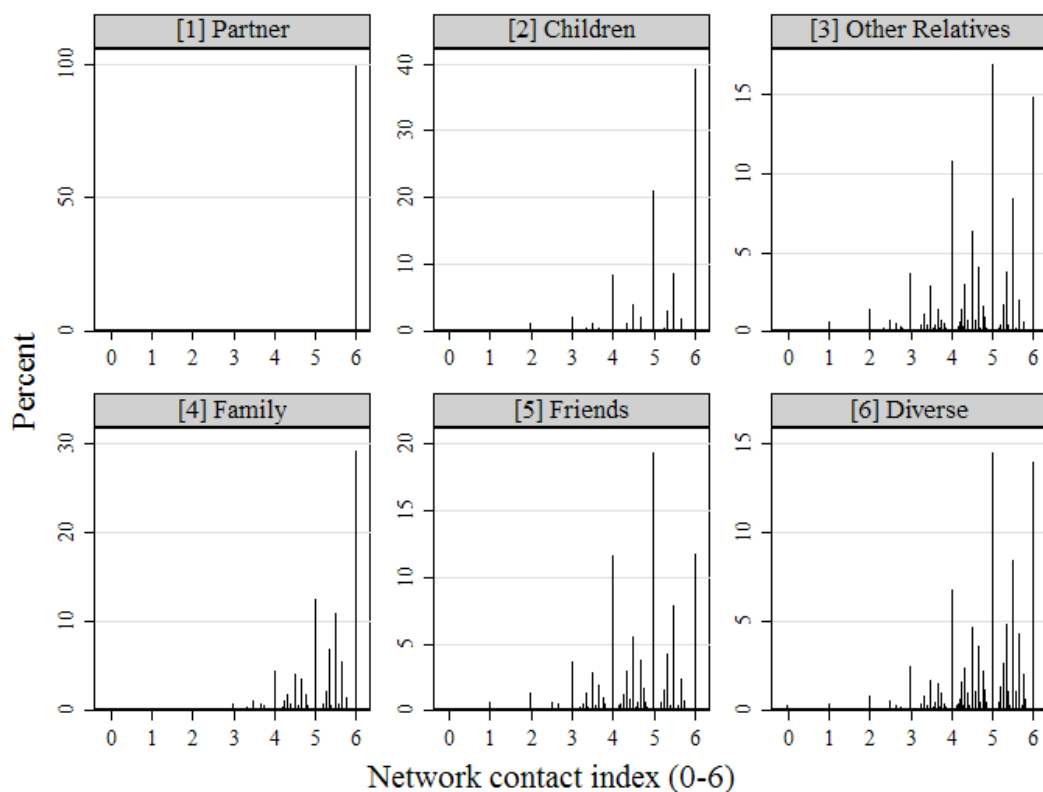 [1] Partner
[2] Children
[3] Other Relatives
100
50
0
0 1 2 3 4 5 6
40
30
20
10
0
0 1 2 3 4 5 6
15
10
5
0
0 1 2 3 4 5 6
Percent
[4] Family
[5] Friends
[6] Diverse
30
20
10
0
0 1 2 3 4 5 6
20
15
10
5
0
0 1 2 3 4 5 6
15
10
5
0
0 1 2 3 4 5 6
Network contact index (0-6)